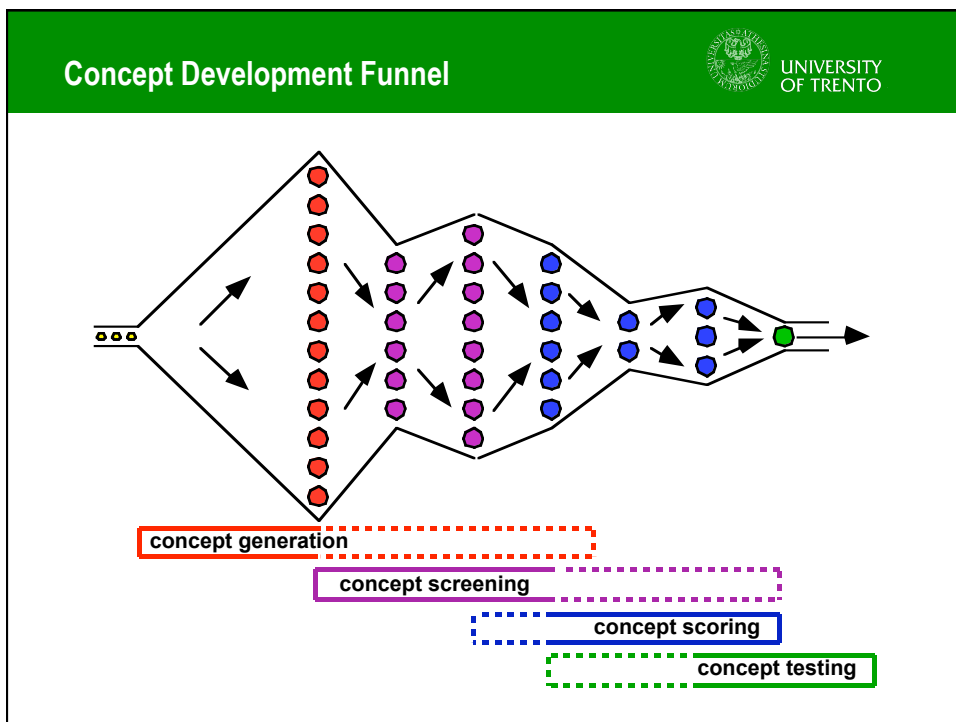 Concept Development Funnel
UNIVERSITY
OF TRENTO
concept generation
concept screening
concept scoring
concept testing